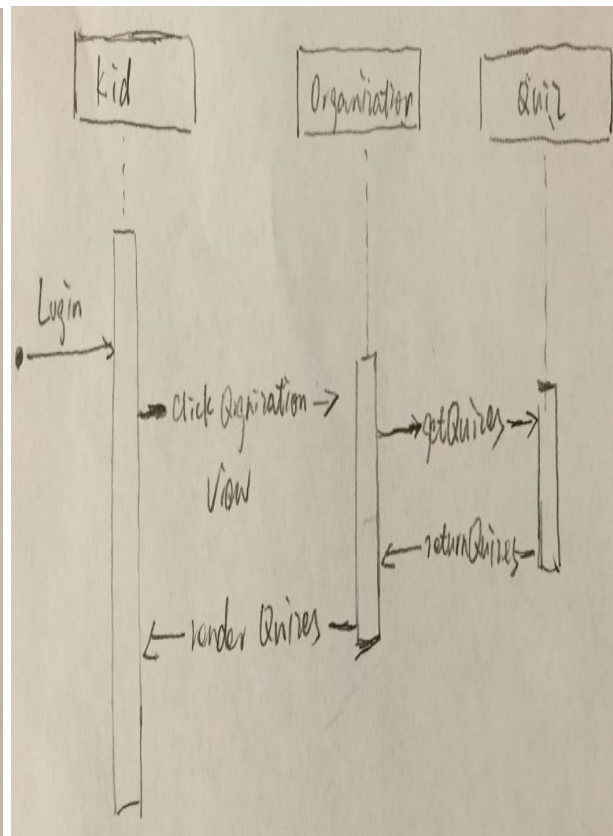 Kid
Organization
Quiz
Login
click Organization
View
getQuizes
returnQuizes
render Quizes